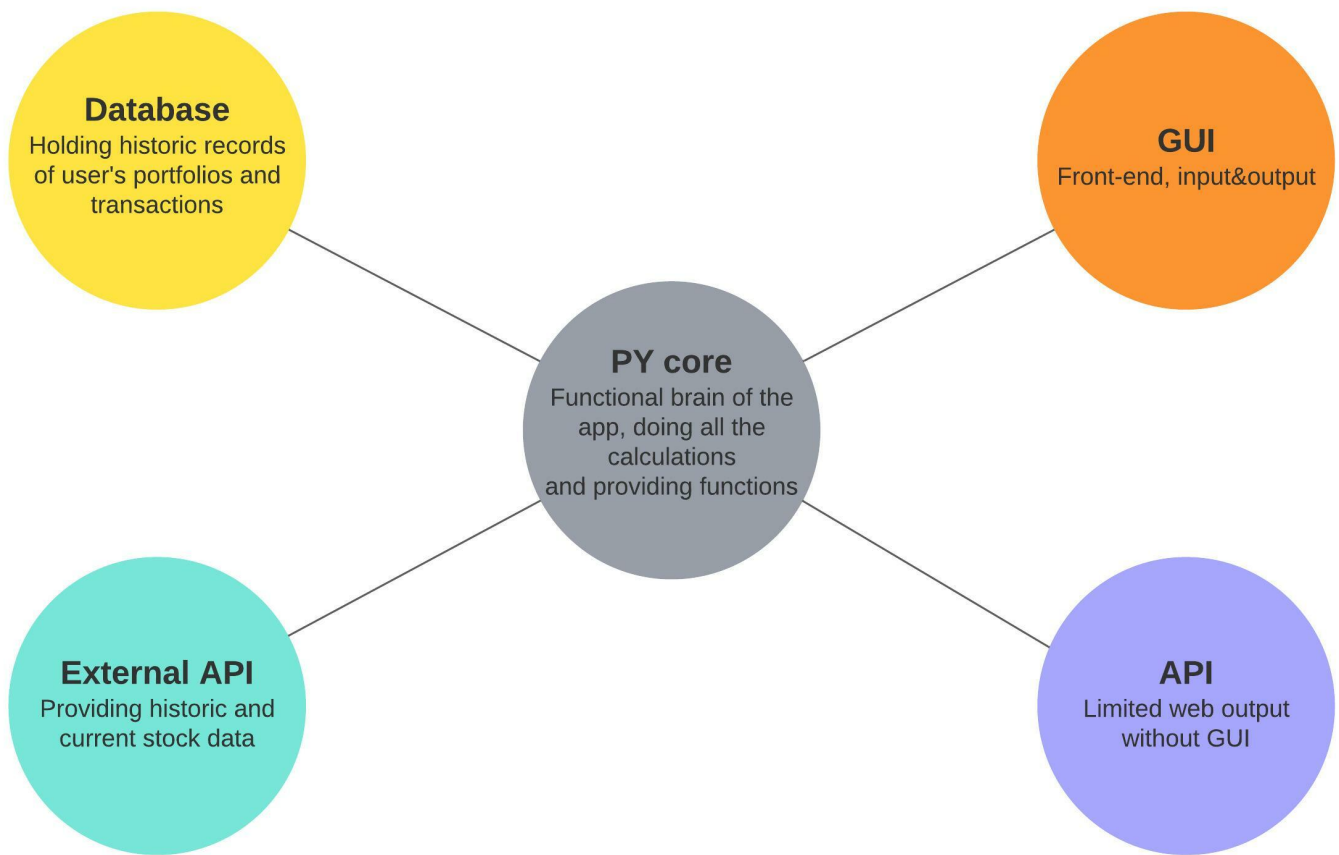 Database
Holding historic records
of user's portfolios and
transactions
GUI
Front-end, input&output
PY core
Functional brain of the
app, doing all the
calculations
and providing functions
External API
Providing historic and
current stock data
API
Limited web output
without GUI